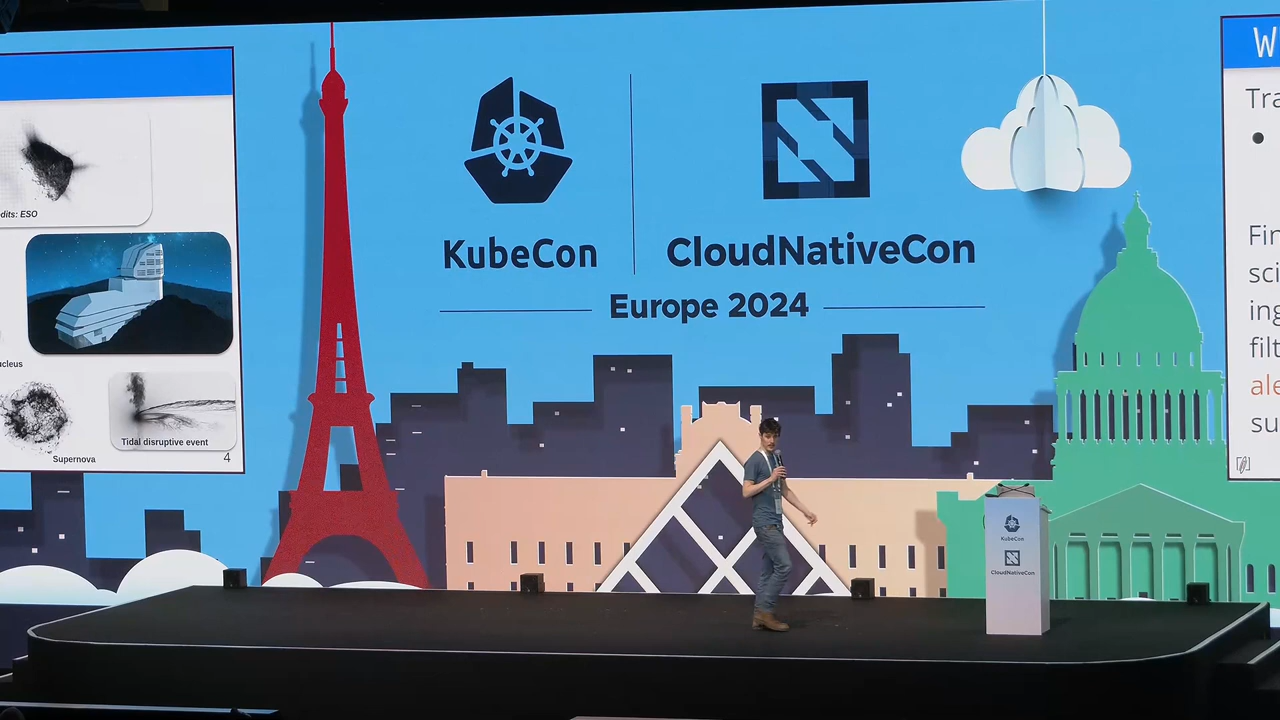 edits: ESO
ucleus
Supernova
Tidal disruptive event
4
KubeCon
CloudNativeCon
Europe 2024
KubeCon
CloudNativeCon
W
Tra
•
Fin
sci
ing
filt
ale
su